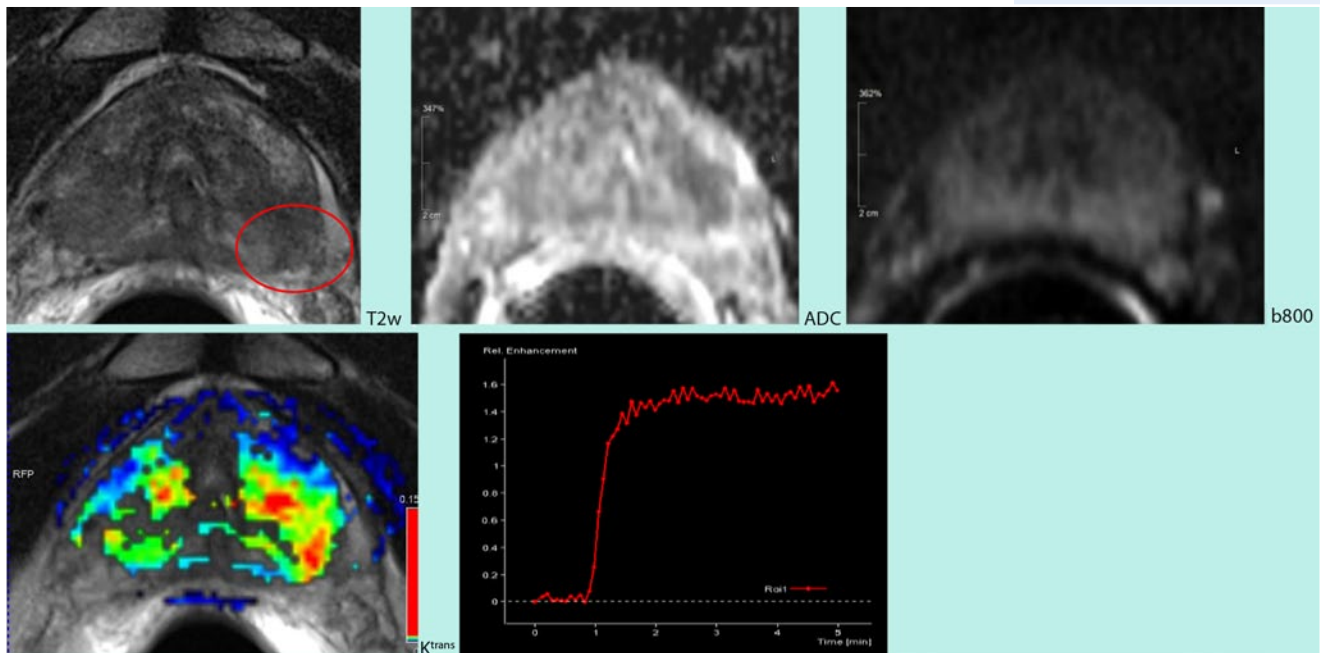 347%
L
2 cm
362%
L
2 cm
T2w
ADC
b800
RFP
0.15
Ktrans
Rel. Enhancement
1.6
1.4
1.2
1
0.8
0.6
0.4
0.2
0
Roi1
0 1 2 3 4 5
Time [min]